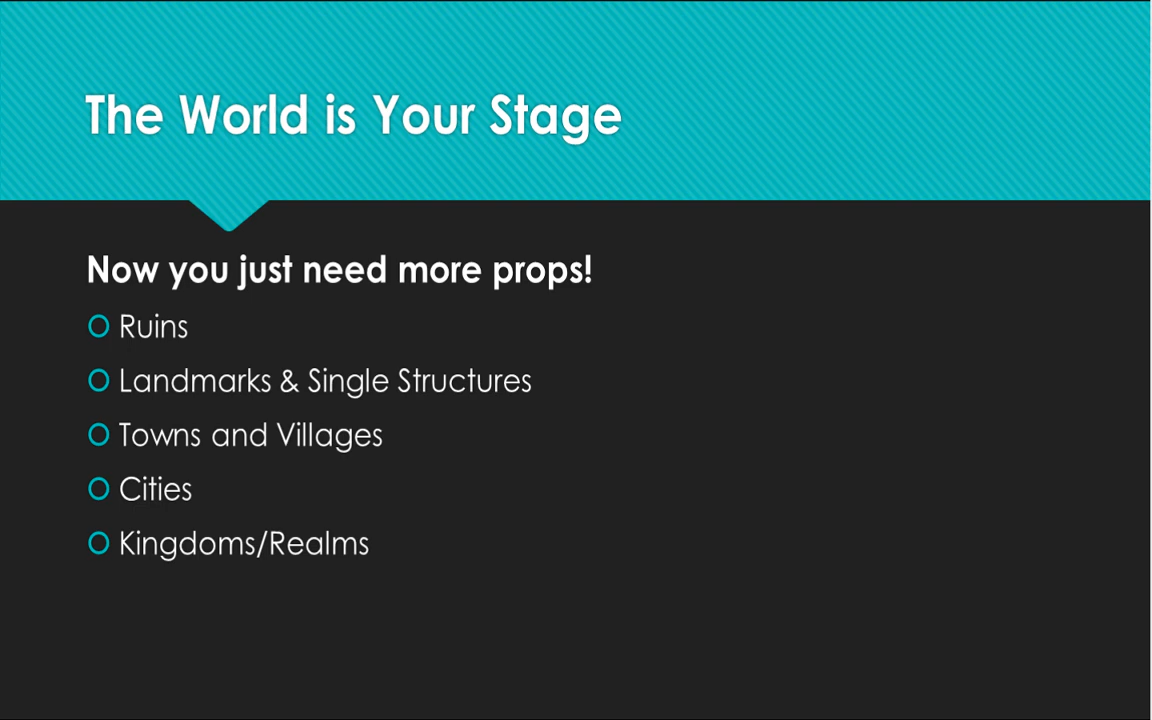 The World is Your Stage
Now you just need more props!
Ruins
Landmarks & Single Structures
Towns and Villages
Cities
Kingdoms/Realms